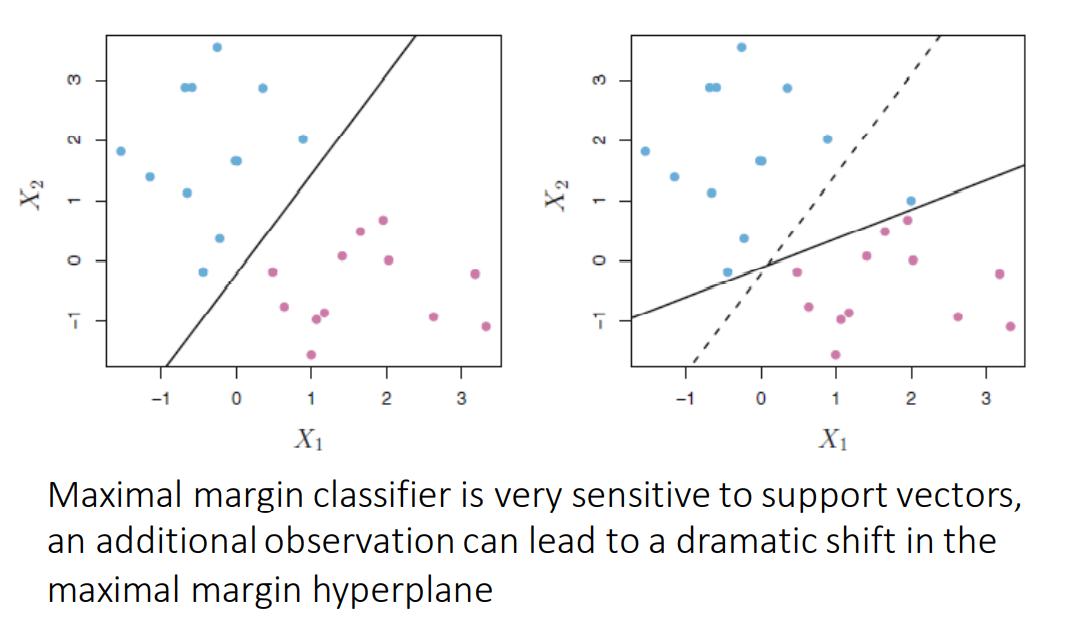 3
2
1
0
−1
X₂
−1 0 1 2 3
X₁
3
2
1
0
−1
X₂
−1 0 1 2 3
X₁
Maximal margin classifier is very sensitive to support vectors,
an additional observation can lead to a dramatic shift in the
maximal margin hyperplane